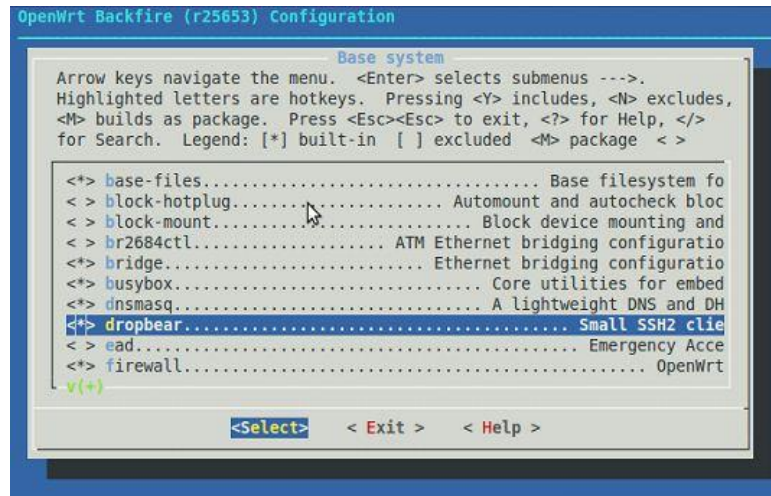 OpenWrt Backfire (r25653) Configuration
Base system
Arrow keys navigate the menu. <Enter> selects submenus --->.
Highlighted letters are hotkeys. Pressing <Y> includes, <N> excludes,
<M> builds as package. Press <Esc><Esc> to exit, <?> for Help, </>
for Search. Legend: [*] built-in [ ] excluded <M> package < >
<*> base-files.................................. Base filesystem fo
< > block-hotplug...................... Automount and autocheck bloc
< > block-mount.......................... Block device mounting and
< > br2684ctl.................... ATM Ethernet bridging configuratio
<*> bridge.......................... Ethernet bridging configuratio
<*> busybox............................... Core utilities for embed
<*> dnsmasq............................... A lightweight DNS and DH
<*> dropbear....................................... Small SSH2 clie
< > ead............................................. Emergency Acce
<*> firewall............................................... OpenWrt
v(+)
<Select> < Exit > < Help >